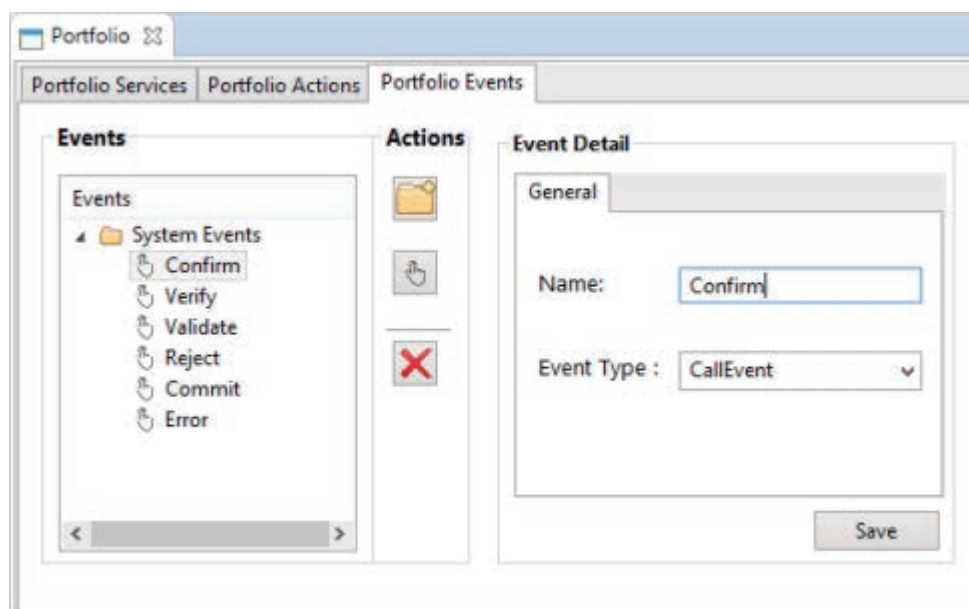 Portfolio
Portfolio Services Portfolio Actions Portfolio Events
Events Actions Event Detail
Events
System Events
Confirm
Verify
Validate
Reject
Commit
Error
General
Name: Confirm
Event Type : CallEvent
Save